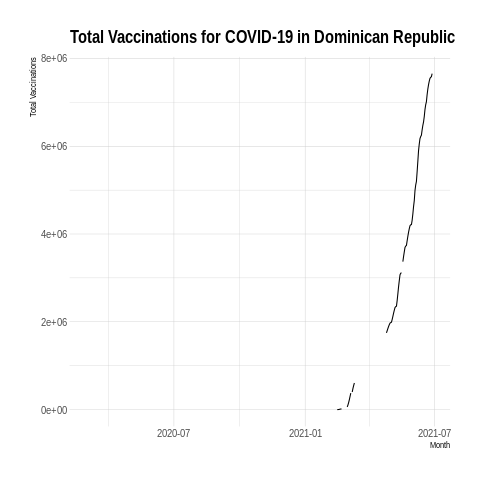 Total Vaccinations for COVID-19 in Dominican Republic
Total Vaccinations
8e+06
6e+06
4e+06
2e+06
0e+00
2020-07
2021-01
2021-07
Month